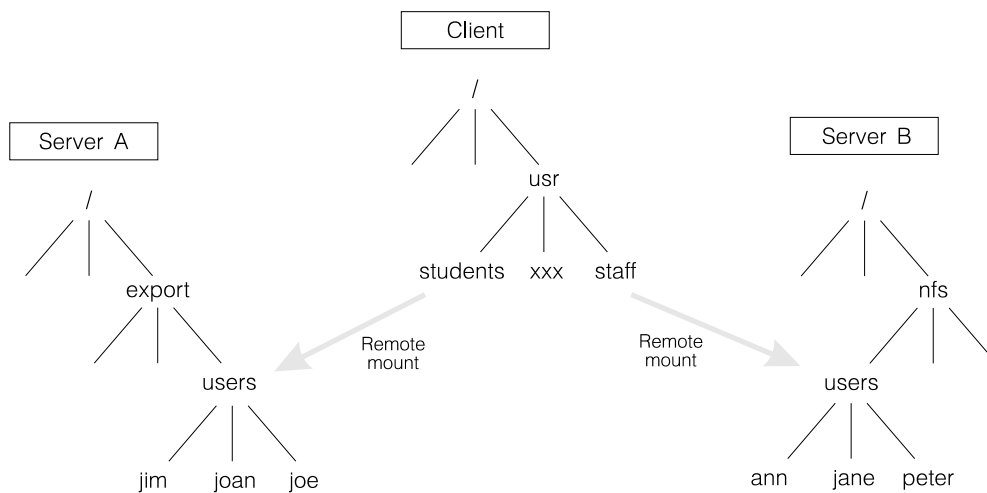 Client
/
Server A
Server B
usr
/
/
students xxx staff
export
nfs
Remote
mount
Remote
mount
users
users
jim joan joe
ann jane peter